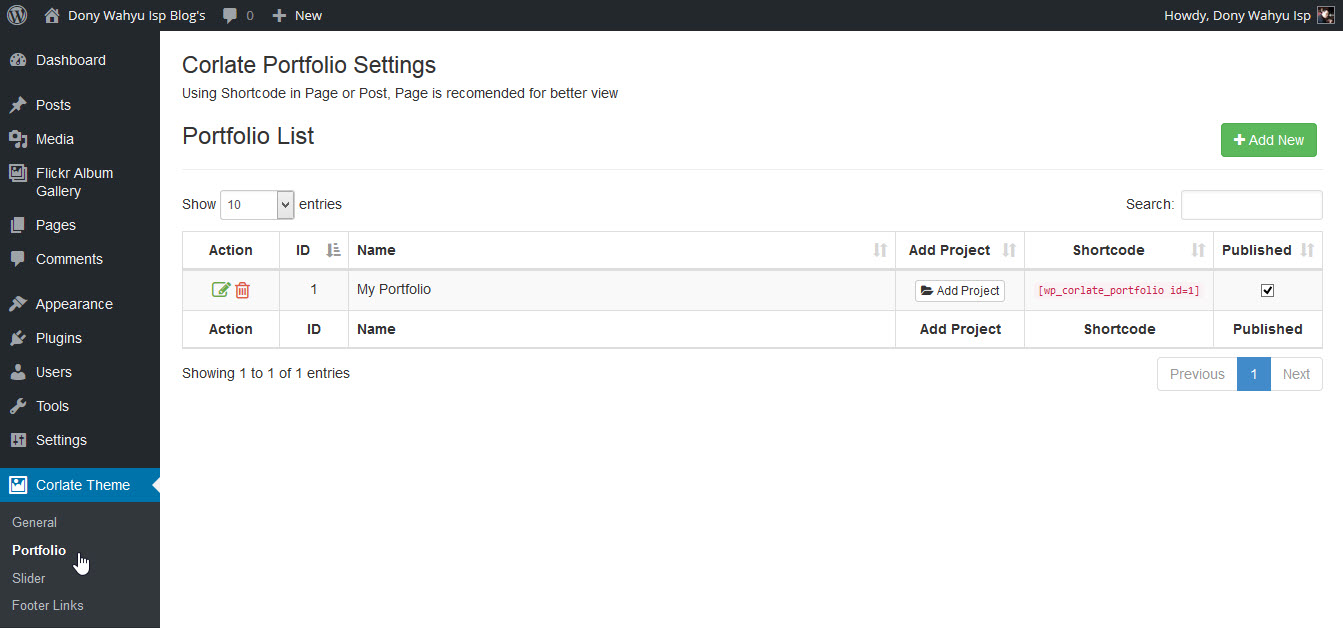 Dony Wahyu Isp Blog's 0 New Howdy, Dony Wahyu Isp
Dashboard
Posts
Media
Flickr Album
Gallery
Pages
Comments
Appearance
Plugins
Users
Tools
Settings
Corlate Theme
General
Portfolio
Slider
Footer Links
Corlate Portfolio Settings
Using Shortcode in Page or Post, Page is recomended for better view
Portfolio List
Add New
Show 10 entries
Search:
Action ID Name Add Project Shortcode Published
1 My Portfolio Add Project [wp_corlate_portfolio id=1]
Action ID Name Add Project Shortcode Published
Showing 1 to 1 of 1 entries
Previous 1 Next